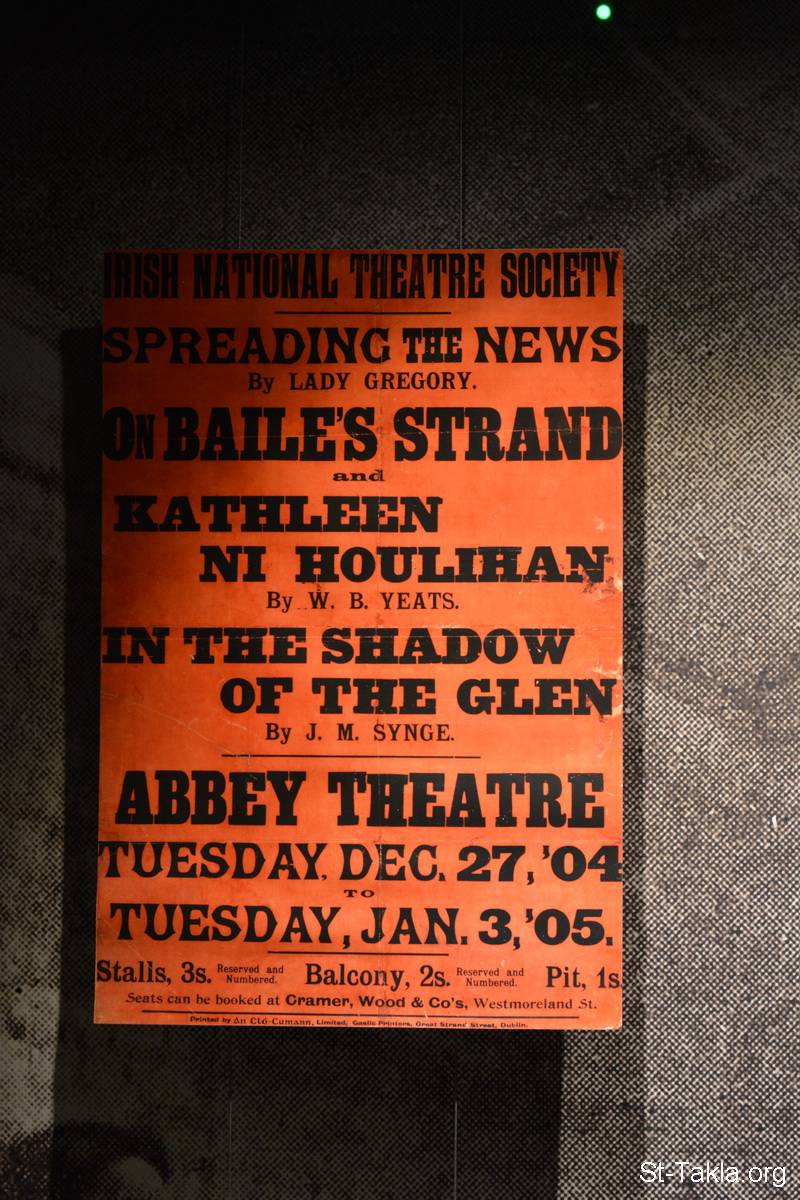 IRISH NATIONAL THEATRE SOCIETY
SPREADING THE NEWS
By LADY GREGORY.
ON BAILE'S STRAND
and
KATHLEEN
NI HOULIHAN
By W. B. YEATS.
IN THE SHADOW
OF THE GLEN
By J. M. SYNGE.
ABBEY THEATRE
TUESDAY, DEC. 27, '04
TO
TUESDAY, JAN. 3, '05.
Stalls, 3s. Reserved and Numbered. Balcony, 2s. Reserved and Numbered. Pit, 1s.
Seats can be booked at Cramer, Wood & Co's, Westmoreland St.
Printed by An Cló-Cumann, Limited, Gaelic Printers, Great Strand Street, Dublin.
St-Takla.org